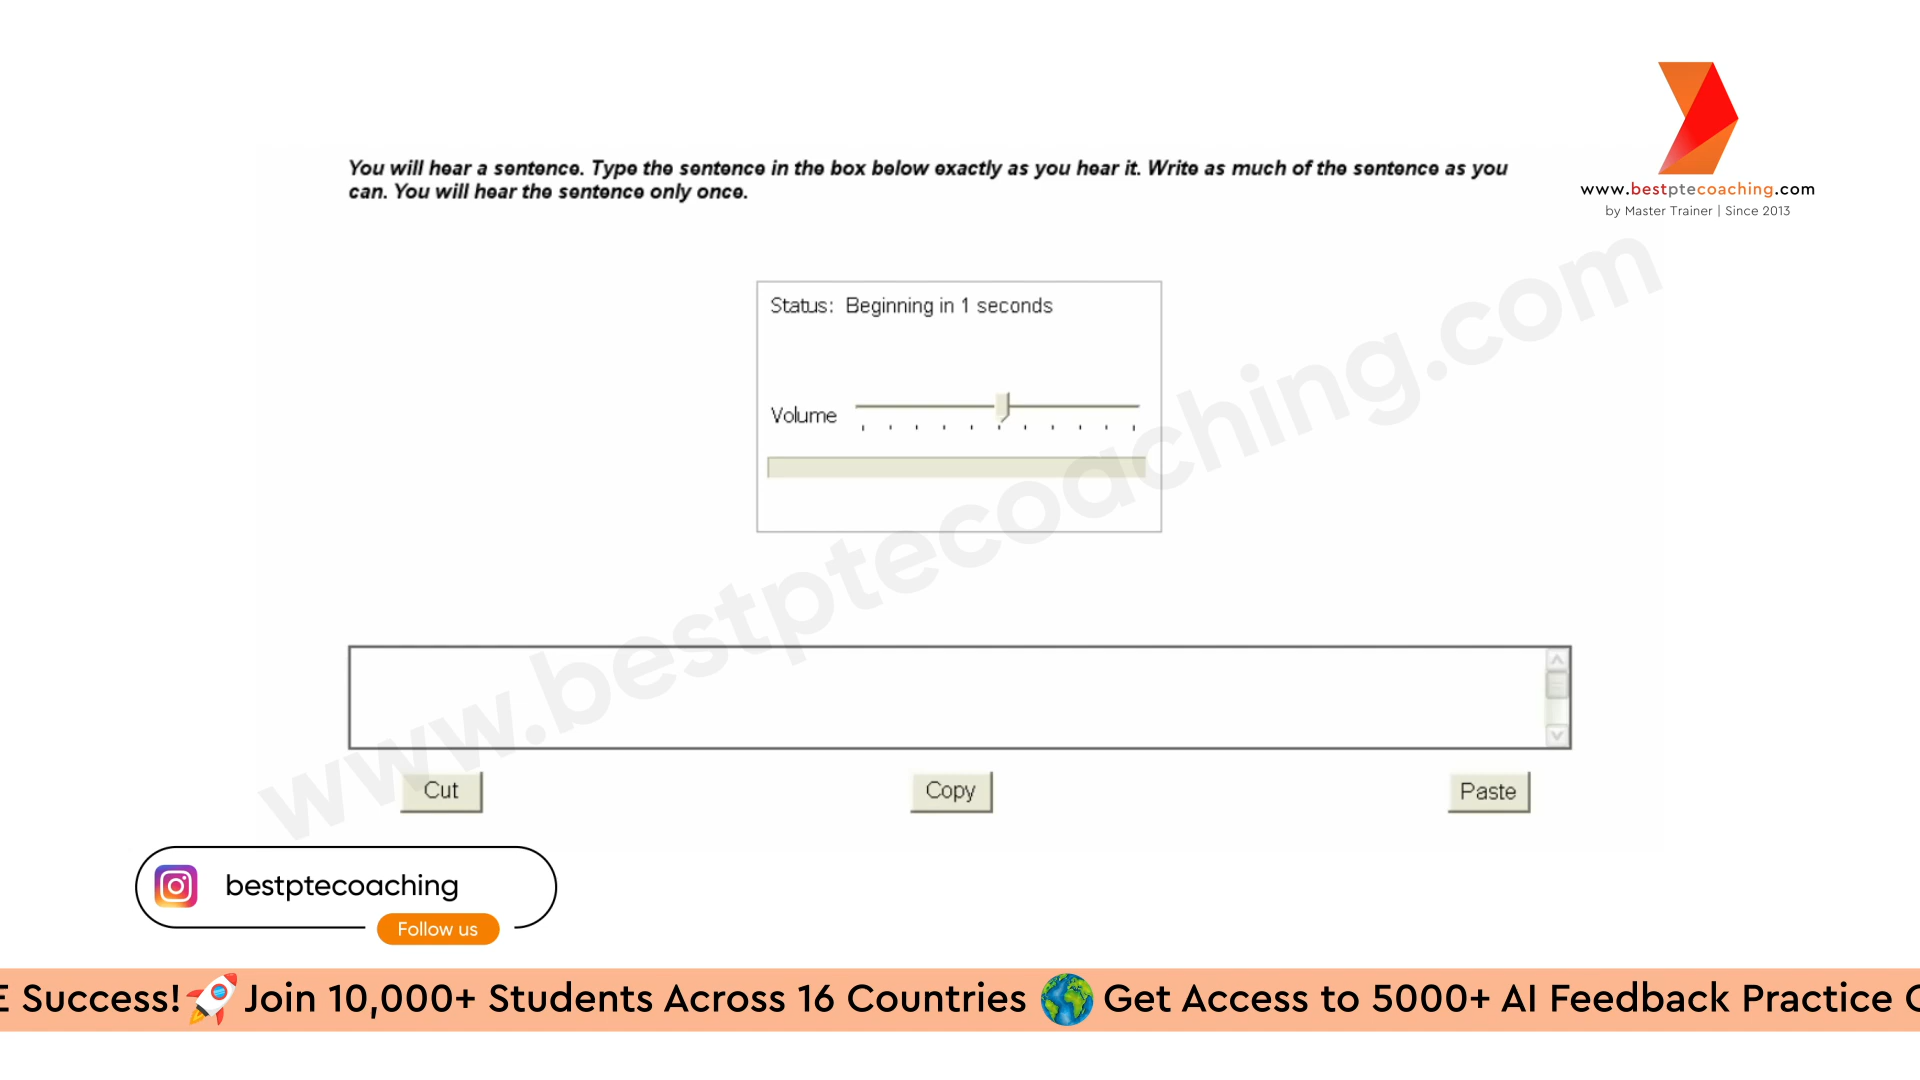 You will hear a sentence. Type the sentence in the box below exactly as you hear it. Write as much of the sentence as you
can. You will hear the sentence only once.
www.bestptecoaching.com
by Master Trainer | Since 2013
Status: Beginning in 1 seconds
Volume
www.bestptecoaching.com
Cut
Copy
Paste
bestptecoaching
Follow us
E Success!🚀Join 10,000+ Students Across 16 Countries 🌍 Get Access to 5000+ AI Feedback Practice